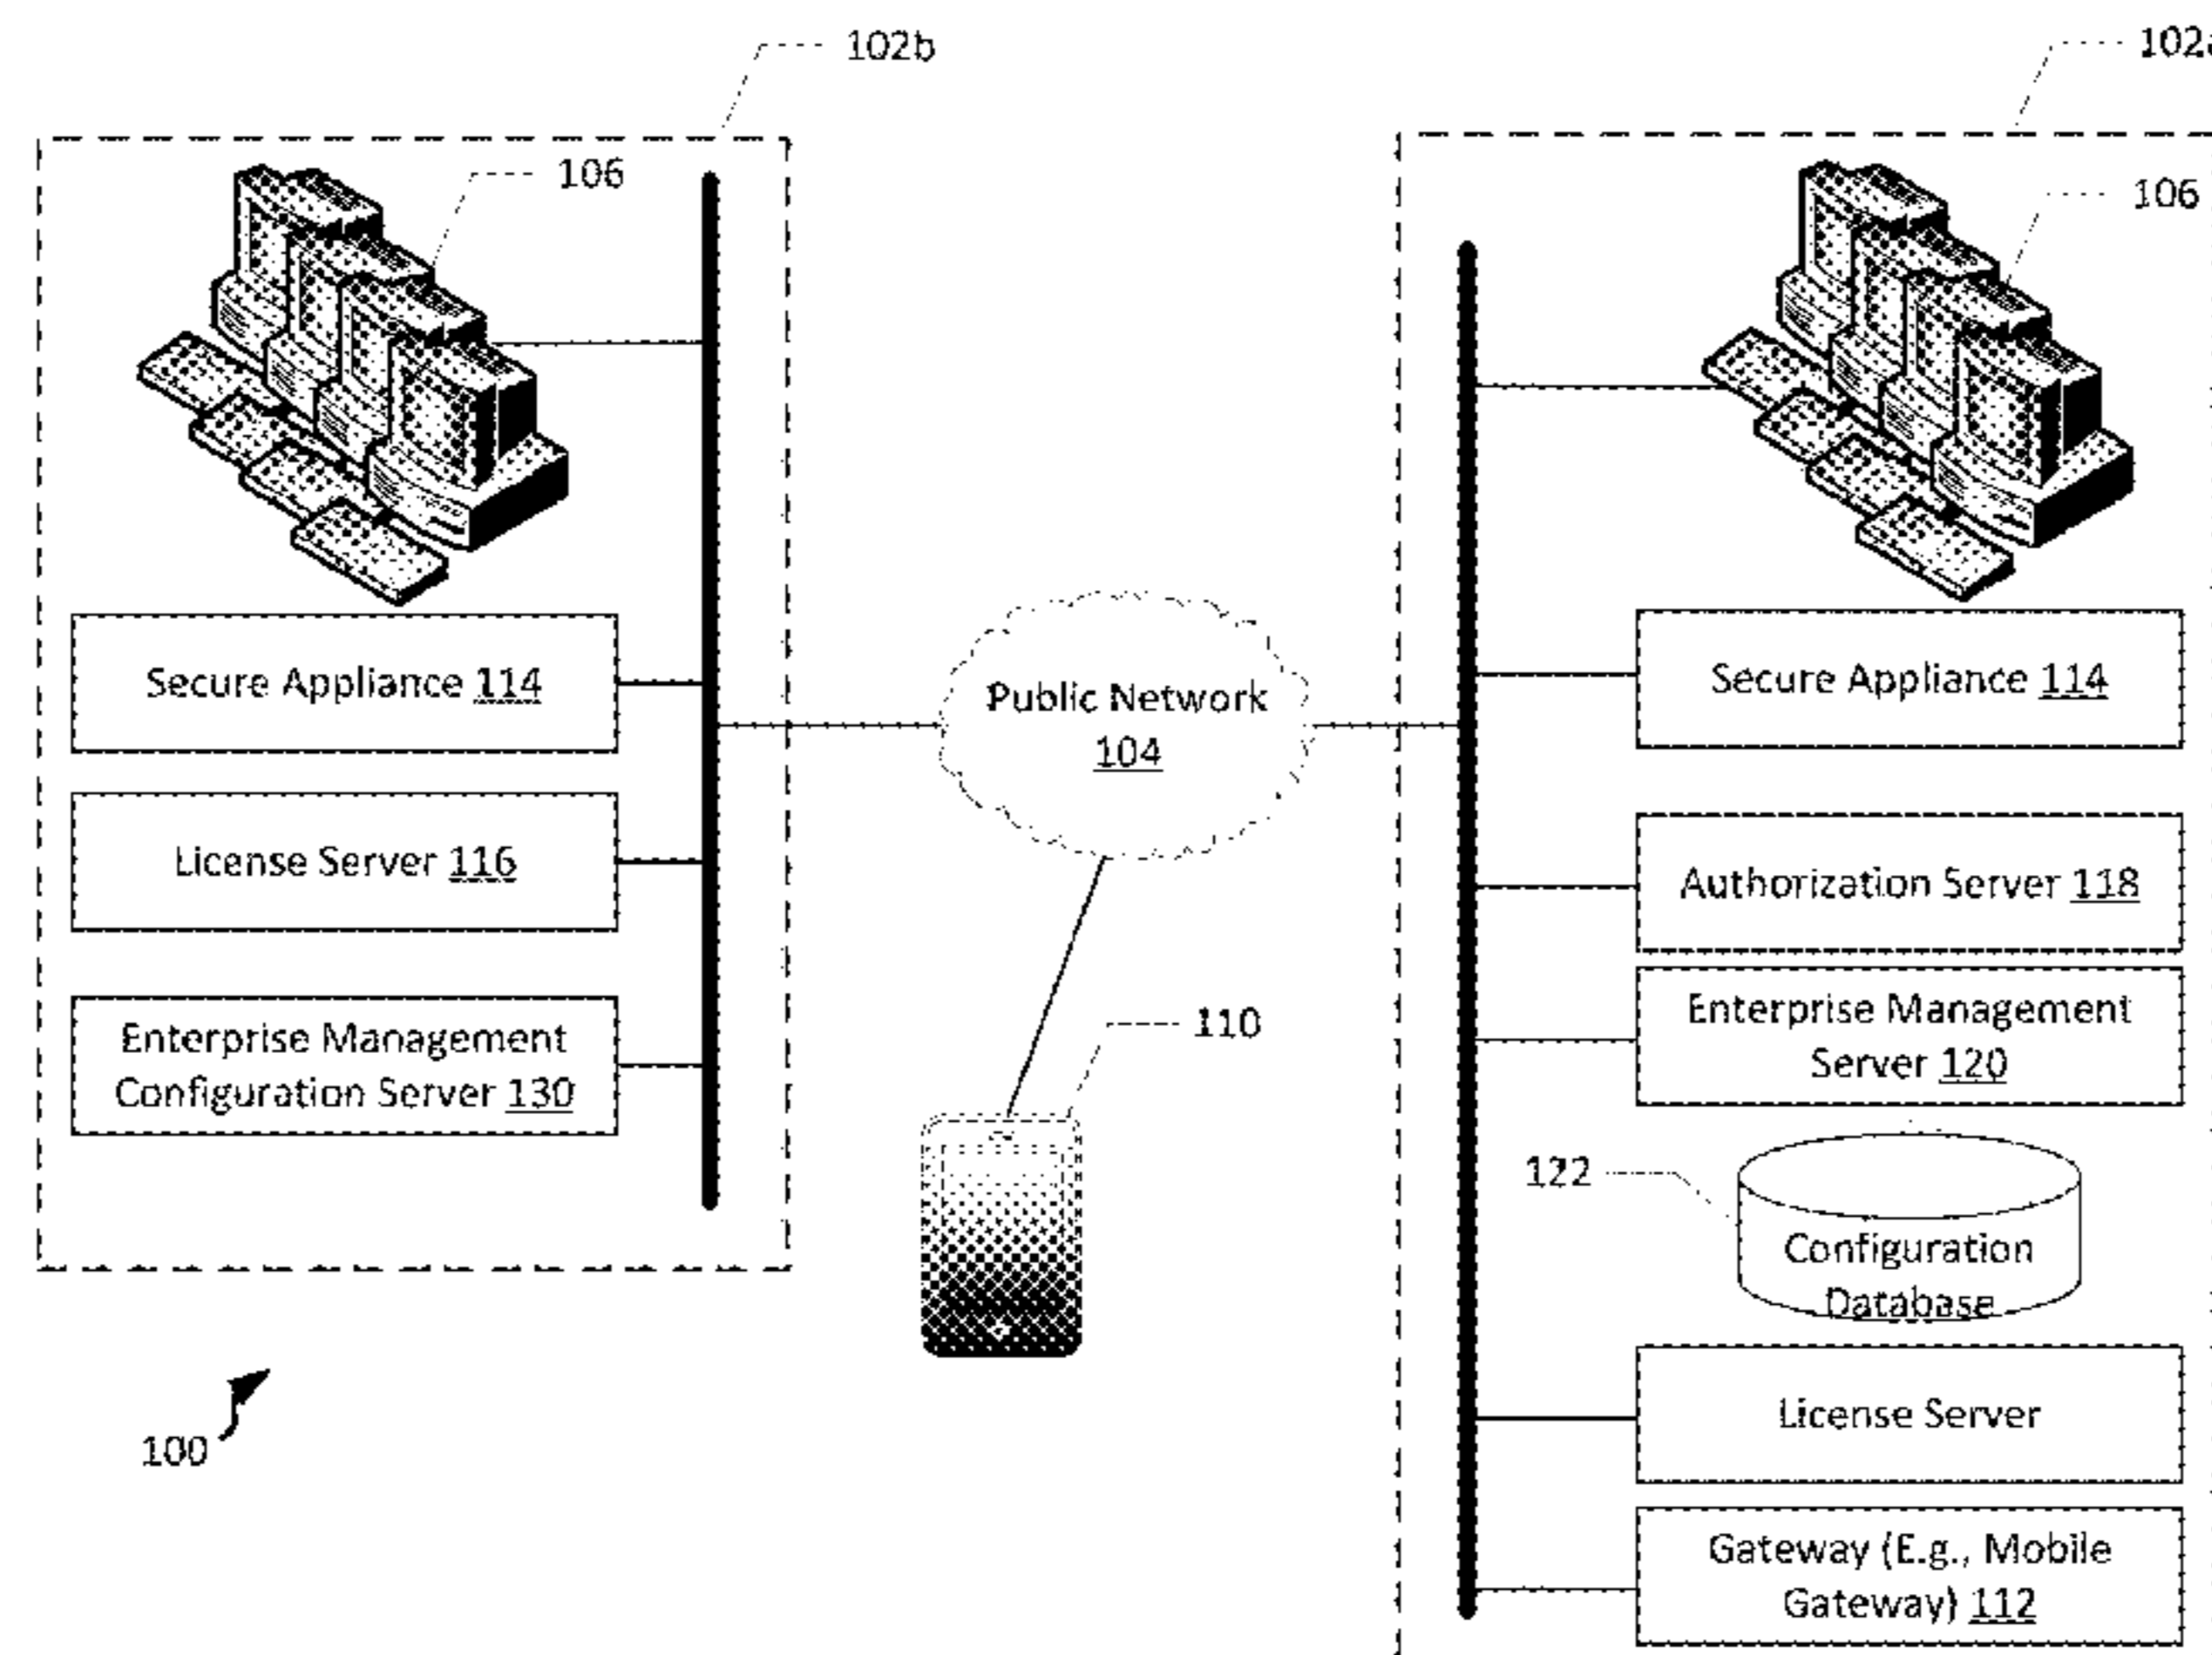 102b
106
Secure Appliance 114
License Server 116
Enterprise Management
Configuration Server 130
Public Network
104
110
100
102a
106
Secure Appliance 114
Authorization Server 118
Enterprise Management
Server 120
122
Configuration
Database
License Server
Gateway (E.g., Mobile
Gateway) 112